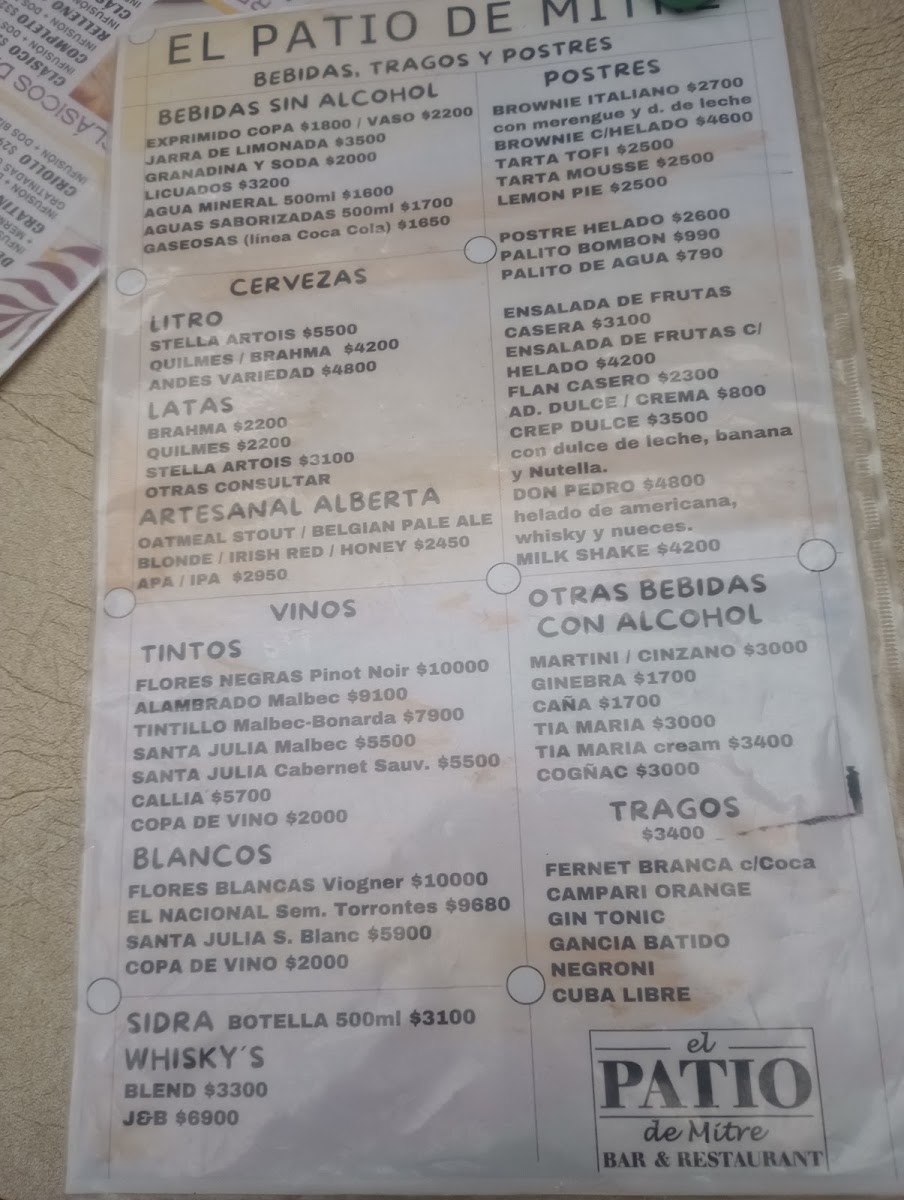 EL PATIO DE MITRE
BEBIDAS, TRAGOS Y POSTRES
BEBIDAS SIN ALCOHOL
EXPRIMIDO COPA $1800 / VASO $2200
JARRA DE LIMONADA $3500
GRANADINA Y SODA $2000
LICUADOS $3200
AGUA MINERAL 500ml $1600
AGUAS SABORIZADAS 500ml $1700
GASEOSAS (línea Coca Cola) $1650
CERVEZAS
LITRO
STELLA ARTOIS $5500
QUILMES / BRAHMA $4200
ANDES VARIEDAD $4800
LATAS
BRAHMA $2200
QUILMES $2200
STELLA ARTOIS $3100
OTRAS CONSULTAR
ARTESANAL ALBERTA
OATMEAL STOUT / BELGIAN PALE ALE
BLONDE / IRISH RED / HONEY $2450
APA / IPA $2950
VINOS
TINTOS
FLORES NEGRAS Pinot Noir $10000
ALAMBRADO Malbec $9100
TINTILLO Malbec-Bonarda $7900
SANTA JULIA Malbec $5500
SANTA JULIA Cabernet Sauv. $5500
CALLIA $5700
COPA DE VINO $2000
BLANCOS
FLORES BLANCAS Viogner $10000
EL NACIONAL Sem. Torrontes $9680
SANTA JULIA S. Blanc $5900
COPA DE VINO $2000
SIDRA BOTELLA 500ml $3100
WHISKY´S
BLEND $3300
J&B $6900
POSTRES
BROWNIE ITALIANO $2700
con merengue y d. de leche
BROWNIE C/HELADO $4600
TARTA TOFI $2500
TARTA MOUSSE $2500
LEMON PIE $2500
POSTRE HELADO $2600
PALITO BOMBON $990
PALITO DE AGUA $790
ENSALADA DE FRUTAS
CASERA $3100
ENSALADA DE FRUTAS C/
HELADO $4200
FLAN CASERO $2300
AD. DULCE / CREMA $800
CREP DULCE $3500
con dulce de leche, banana
y Nutella.
DON PEDRO $4800
helado de americana,
whisky y nueces.
MILK SHAKE $4200
OTRAS BEBIDAS
CON ALCOHOL
MARTINI / CINZANO $3000
GINEBRA $1700
CAÑA $1700
TIA MARIA $3000
TIA MARIA cream $3400
COGÑAC $3000
TRAGOS
$3400
FERNET BRANCA c/Coca
CAMPARI ORANGE
GIN TONIC
GANCIA BATIDO
NEGRONI
CUBA LIBRE
el
PATIO
de Mitre
BAR & RESTAURANT
RELLENO
COMPLETO
CLASICO
CRIOLLO